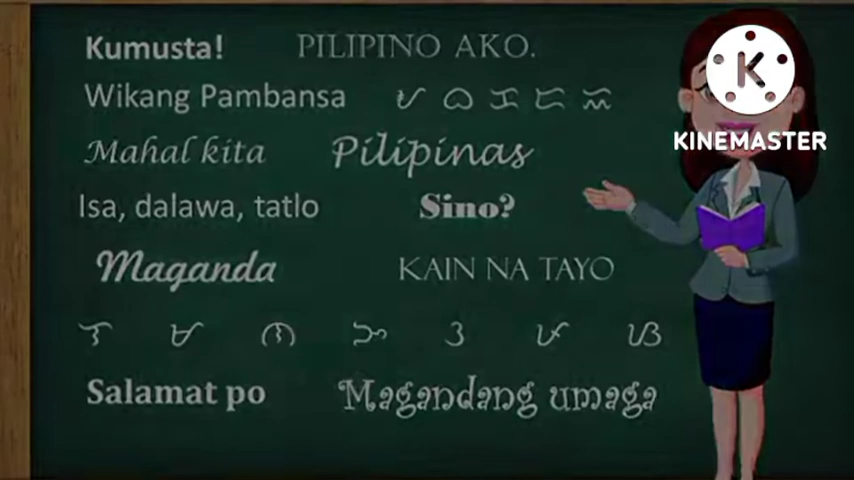 Kumusta! PILIPINO AKO.
Wikang Pambansa ᜊ ᜃ ᜇ ᜁ
Mahal kita Pilipinas
Isa, dalawa, tatlo Sino?
Maganda KAIN NA TAYO
ᜈ ᜋ ᜎ ᜂ ᜉ
Salamat po Magandang umaga
K
KINEMASTER